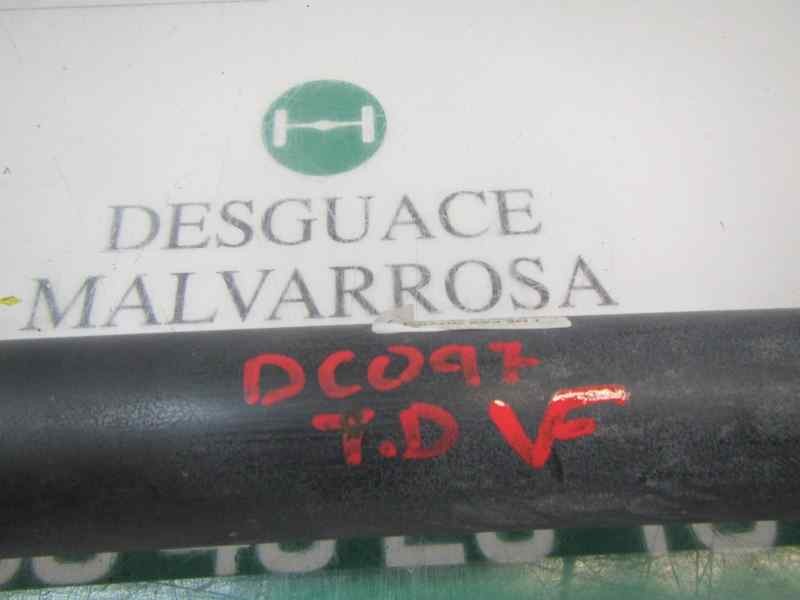 DESGUACE
MALVARROSA
DC097
T.D VF